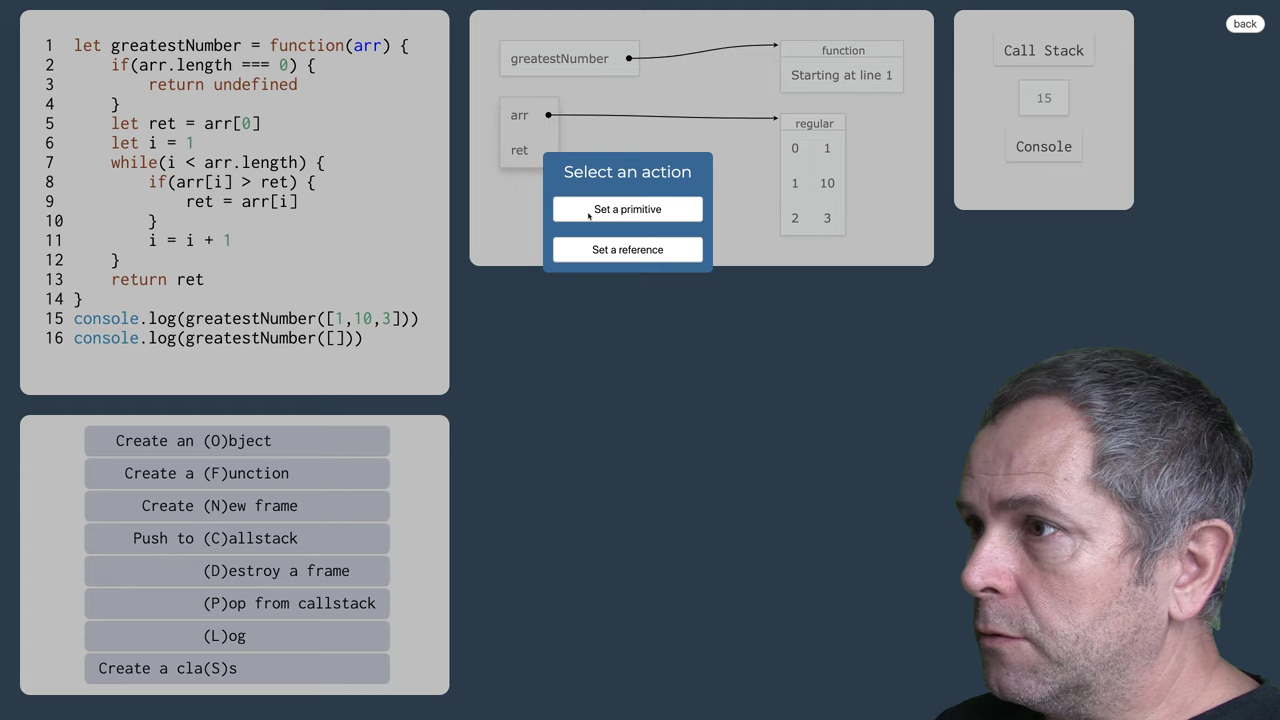 1 let greatestNumber = function(arr) {
2 if(arr.length === 0) {
3 return undefined
4 }
5 let ret = arr[0]
6 let i = 1
7 while(i < arr.length) {
8 if(arr[i] > ret) {
9 ret = arr[i]
10 }
11 i = i + 1
12 }
13 return ret
14 }
15 console.log(greatestNumber([1,10,3]))
16 console.log(greatestNumber([]))
Create an (O)bject
Create a (F)unction
Create (N)ew frame
Push to (C)allstack
(D)estroy a frame
(P)op from callstack
(L)og
Create a cla(S)s
greatestNumber
function
Starting at line 1
arr
ret
regular
0 1
1 10
2 3
Select an action
Set a primitive
Set a reference
Call Stack
15
Console
back